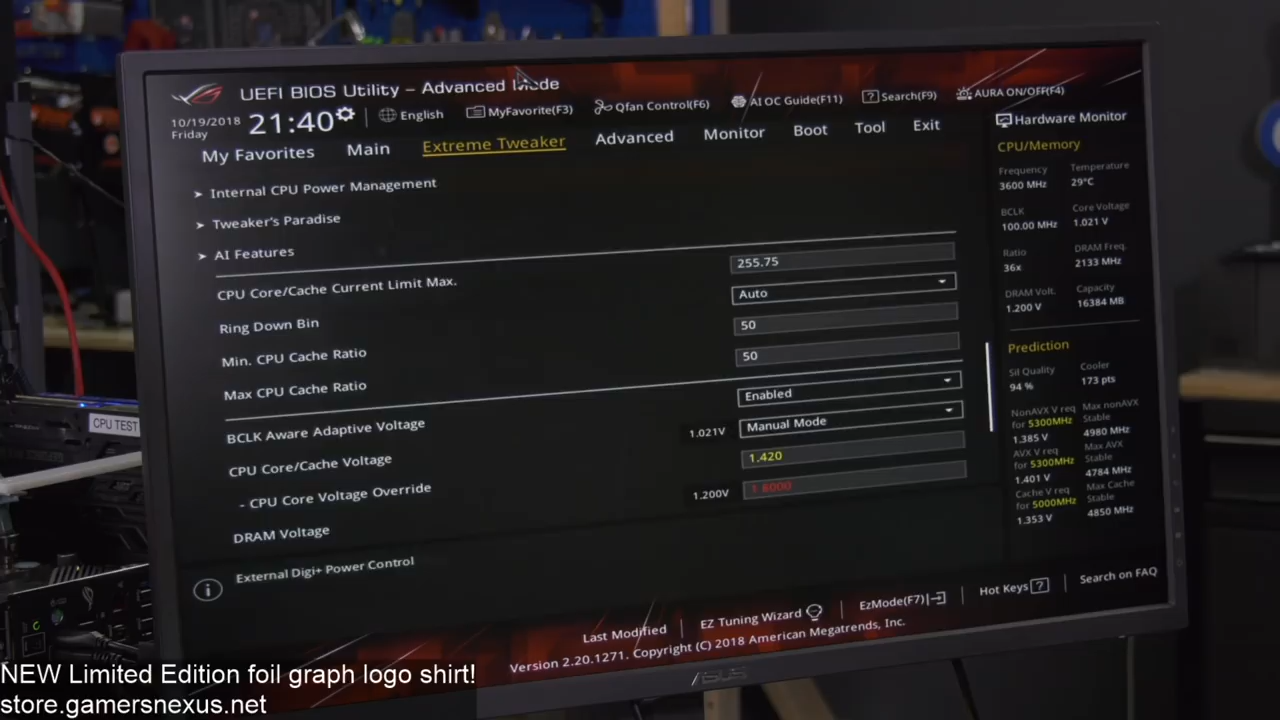 UEFI BIOS Utility – Advanced Mode
10/19/2018
Friday
21:40
English
MyFavorite(F3)
Qfan Control(F6)
AI OC Guide(F11)
Search(F9)
AURA ON/OFF(F4)
My Favorites
Main
Extreme Tweaker
Advanced
Monitor
Boot
Tool
Exit
Internal CPU Power Management
Tweaker's Paradise
AI Features
CPU Core/Cache Current Limit Max.
255.75
Ring Down Bin
Auto
Min. CPU Cache Ratio
50
Max CPU Cache Ratio
50
BCLK Aware Adaptive Voltage
Enabled
CPU Core/Cache Voltage
1.021V
Manual Mode
- CPU Core Voltage Override
1.420
DRAM Voltage
1.200V
External Digi+ Power Control
Hardware Monitor
CPU/Memory
Frequency Temperature
3600 MHz 29°C
BCLK Core Voltage
100.00 MHz 1.021 V
Ratio DRAM Freq.
36x 2133 MHz
DRAM Volt. Capacity
1.200 V 16384 MB
Prediction
Sil Quality Cooler
94 % 173 pts
NonAVX V req Max nonAVX
for 5300MHz Stable
1.385 V 4980 MHz
AVX V req Max AVX
for 5300MHz Stable
1.401 V 4784 MHz
Cache V req Max Cache
for 5000MHz Stable
1.353 V 4850 MHz
Last Modified
EZ Tuning Wizard
EzMode(F7)
Hot Keys ?
Search on FAQ
Version 2.20.1271. Copyright (C) 2018 American Megatrends, Inc.
ASUS
CPU TEST
NEW Limited Edition foil graph logo shirt!
store.gamersnexus.net